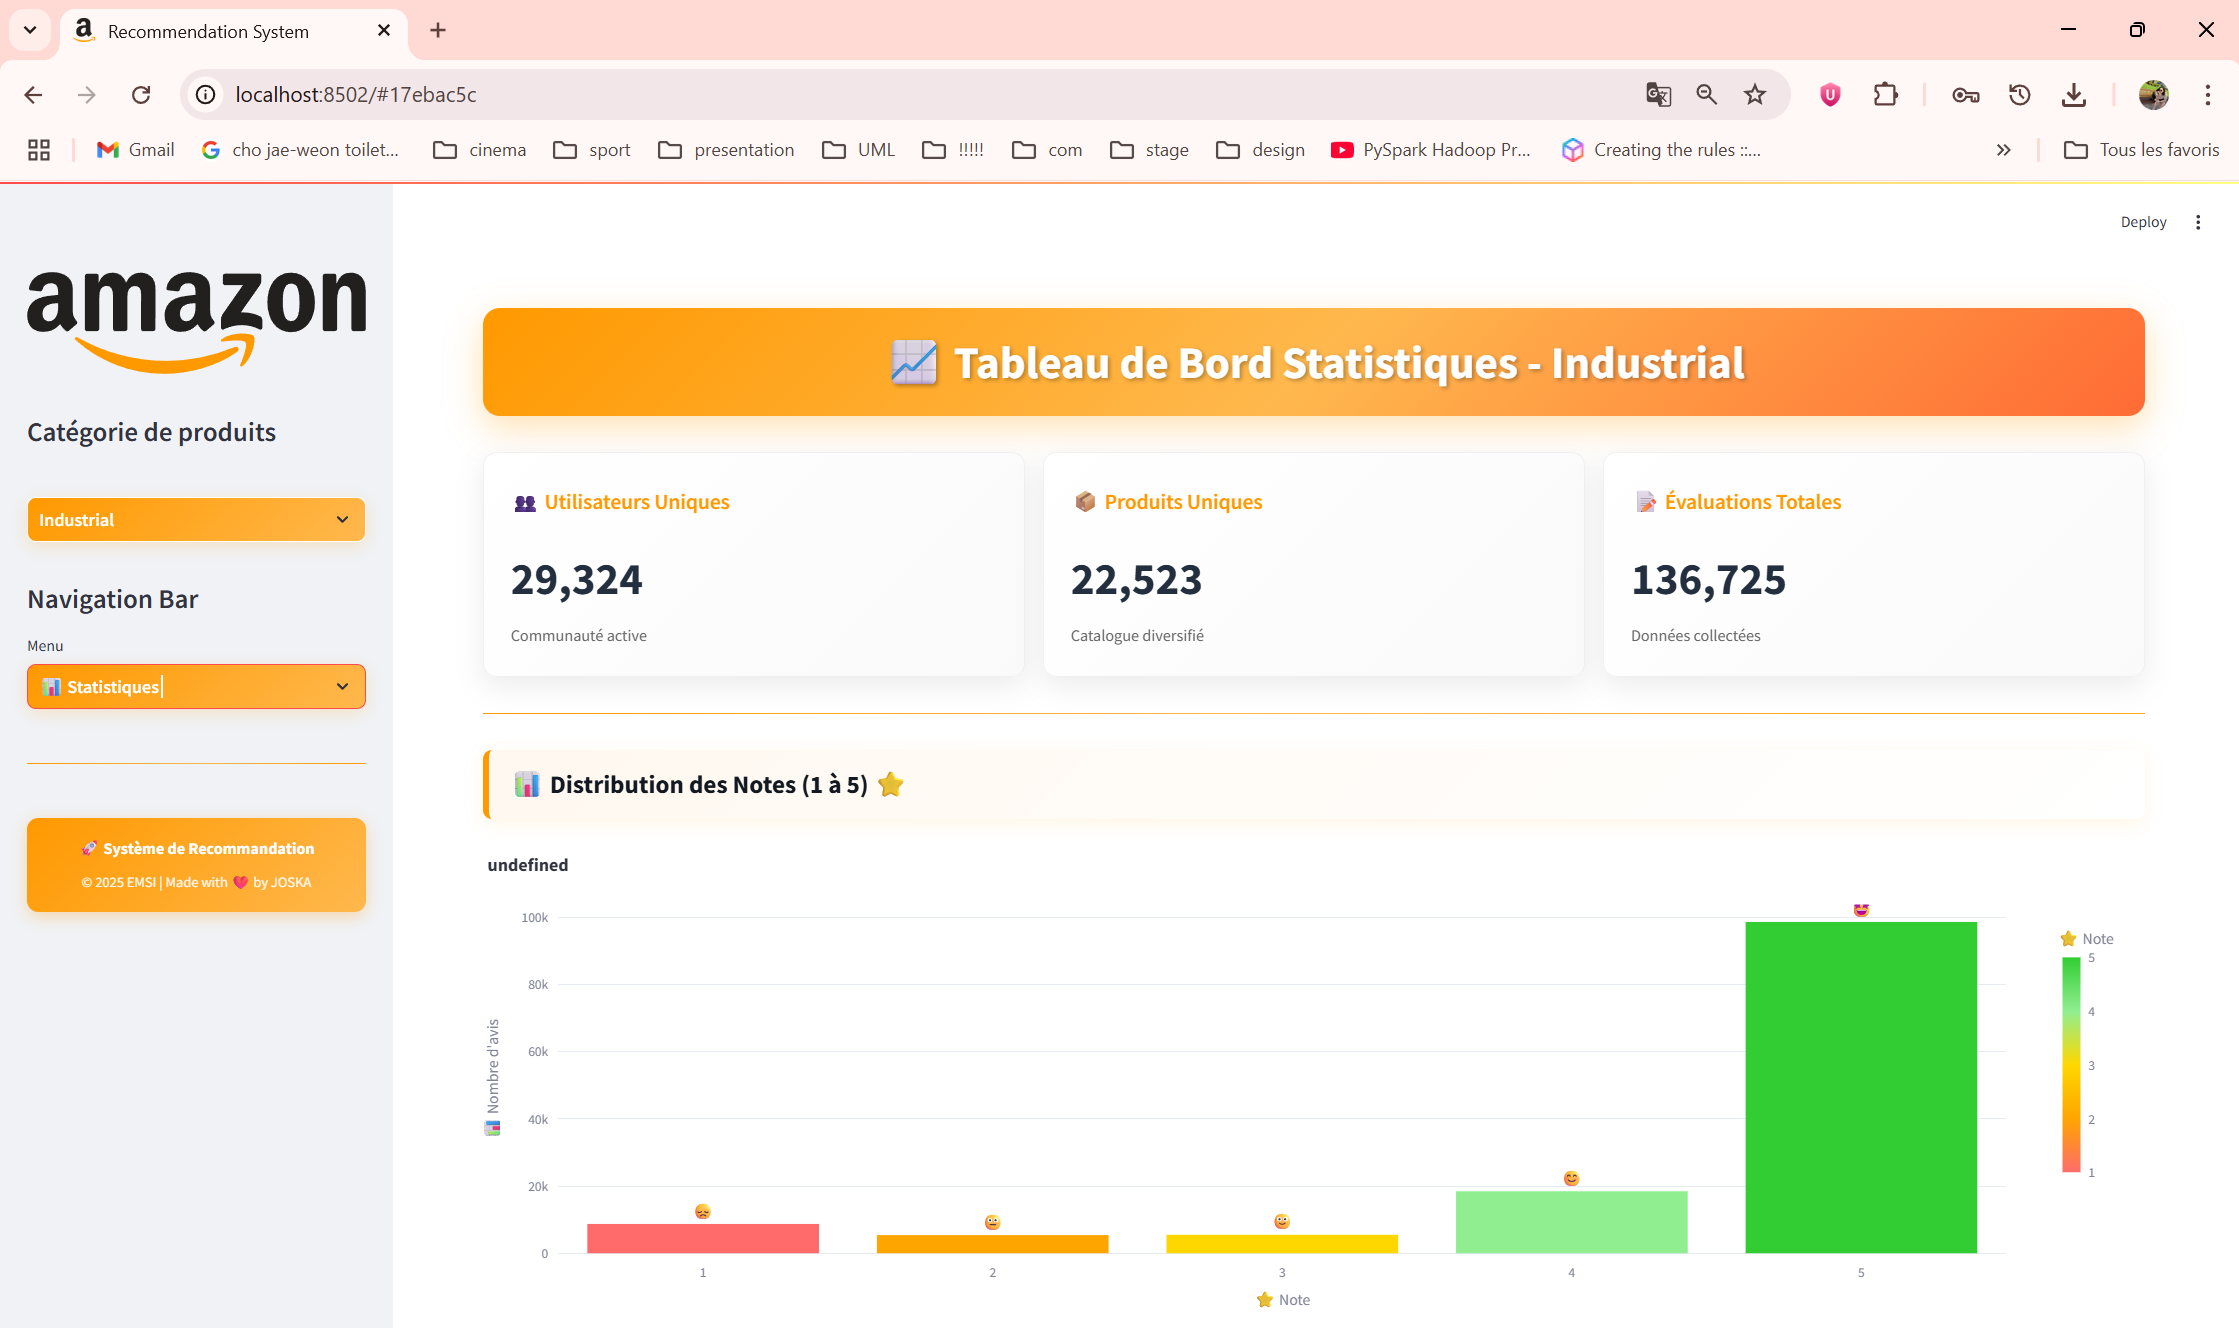 Recommendation System
localhost:8502/#17ebac5c
Gmail
cho jae-weon toilet...
cinema
sport
presentation
UML
!!!!!
com
stage
design
PySpark Hadoop Pr...
Creating the rules ::...
Tous les favoris
Deploy
amazon
Catégorie de produits
Industrial
Navigation Bar
Menu
📊 Statistiques
🚀 Système de Recommandation
© 2025 EMSI | Made with ❤️ by JOSKA
📈 Tableau de Bord Statistiques - Industrial
👥 Utilisateurs Uniques
29,324
Communauté active
📦 Produits Uniques
22,523
Catalogue diversifié
📝 Évaluations Totales
136,725
Données collectées
📊 Distribution des Notes (1 à 5) ⭐
undefined
100k
80k
60k
40k
20k
0
Nombre d'avis
1
2
3
4
5
⭐ Note
⭐ Note
5
4
3
2
1